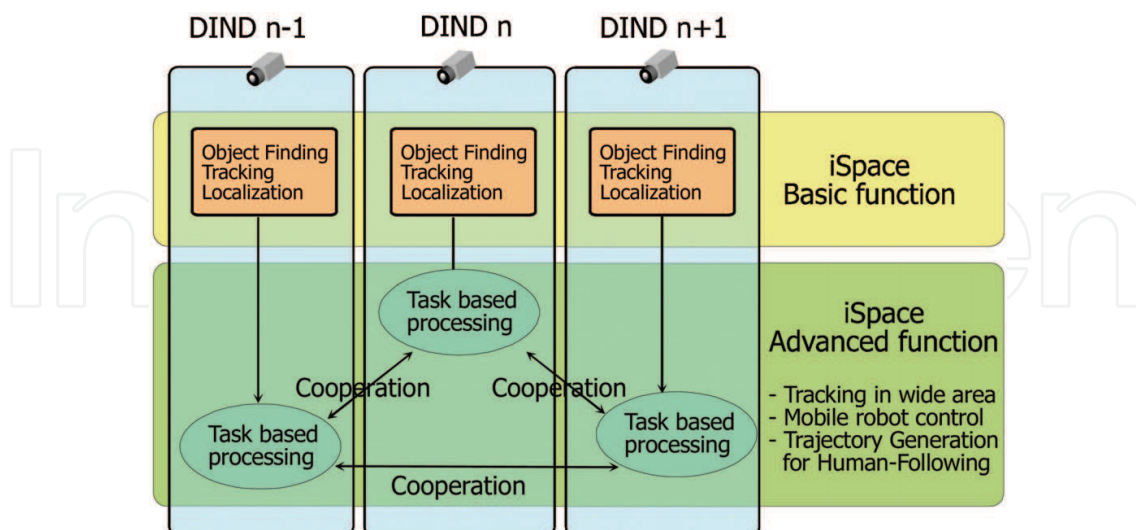 DIND n-1
DIND n
DIND n+1
Object Finding
Tracking
Localization
Object Finding
Tracking
Localization
Object Finding
Tracking
Localization
iSpace
Basic function
Task based
processing
Cooperation
Cooperation
Task based
processing
Task based
processing
Cooperation
iSpace
Advanced function
- Tracking in wide area
- Mobile robot control
- Trajectory Generation
for Human-Following